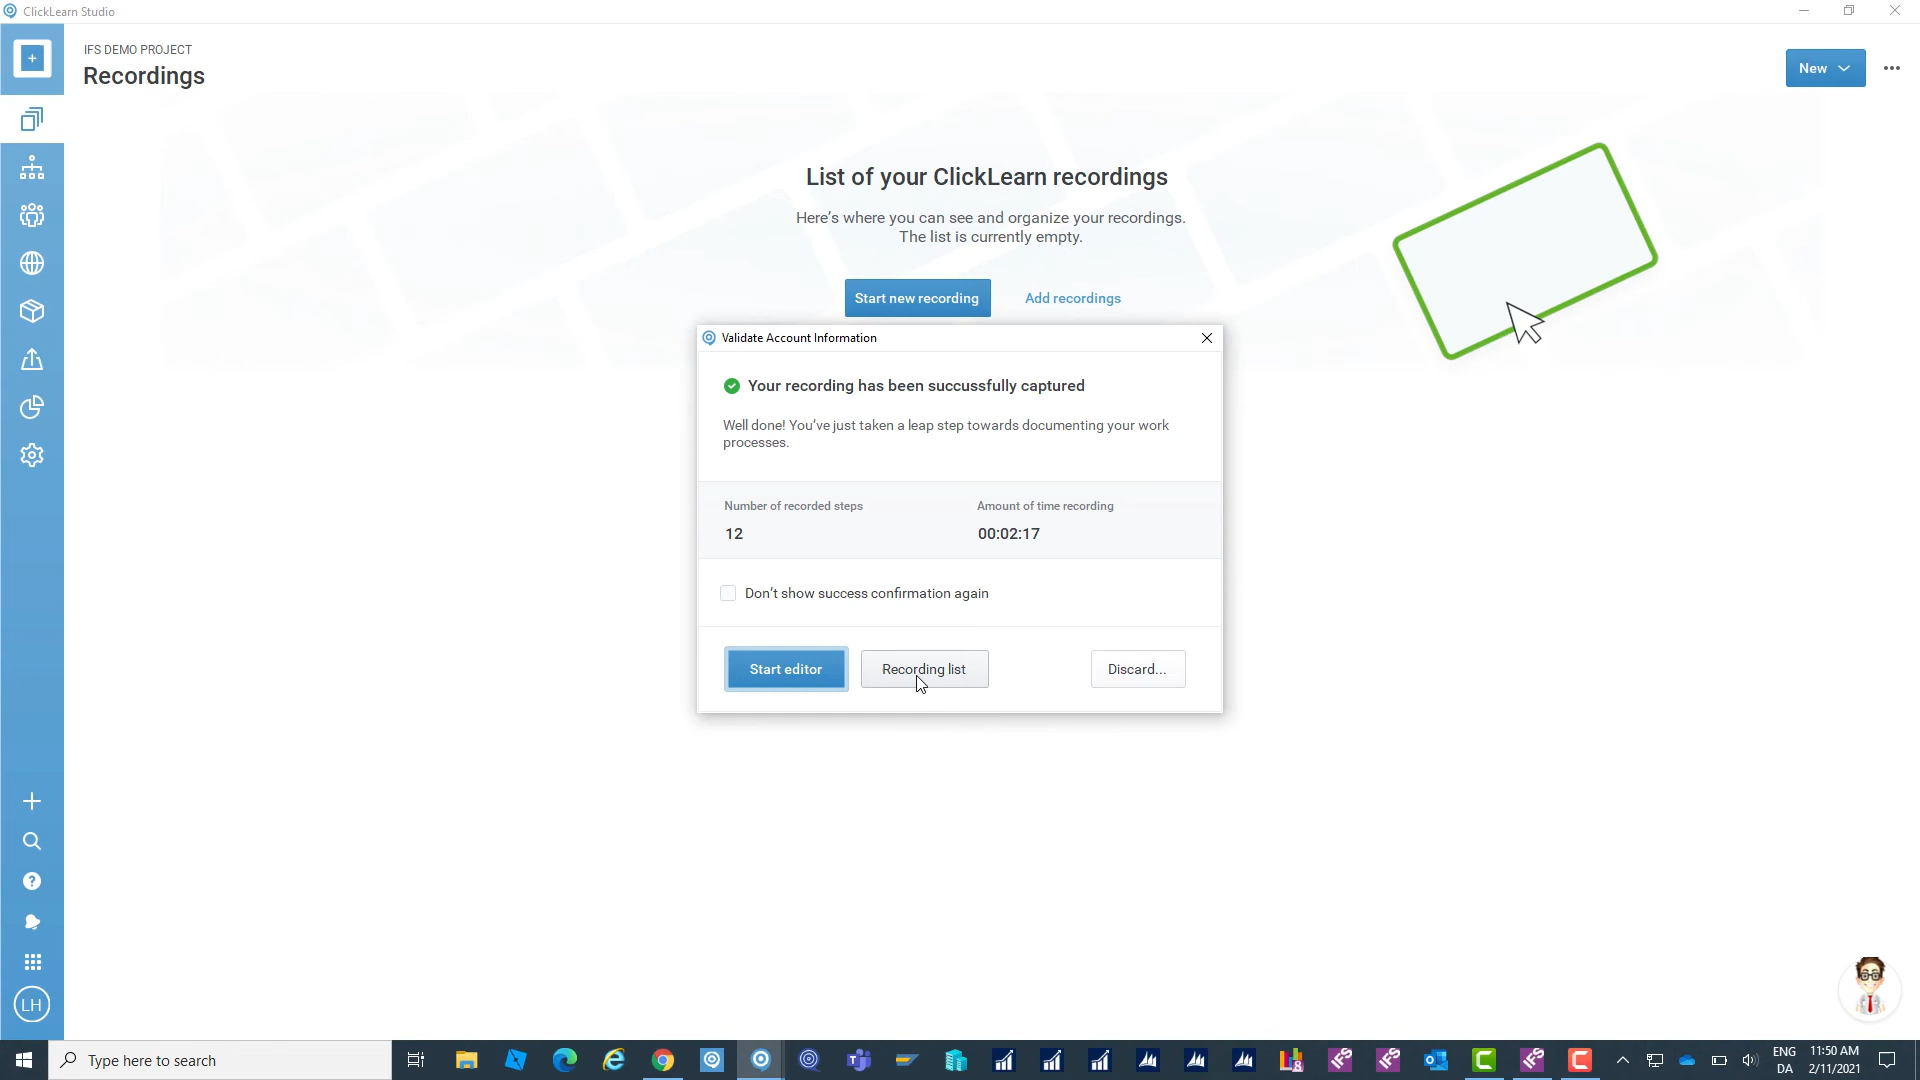 ClickLearn Studio
IFS DEMO PROJECT
Recordings
New
List of your ClickLearn recordings
Here's where you can see and organize your recordings.
The list is currently empty.
Start new recording
Add recordings
Validate Account Information
Your recording has been succussfully captured
Well done! You've just taken a leap step towards documenting your work
processes.
Number of recorded steps
Amount of time recording
12
00:02:17
Don't show success confirmation again
Start editor
Recording list
Discard...
LH
Type here to search
IFS
IFS
IFS
ENG
DA
11:50 AM
2/11/2021